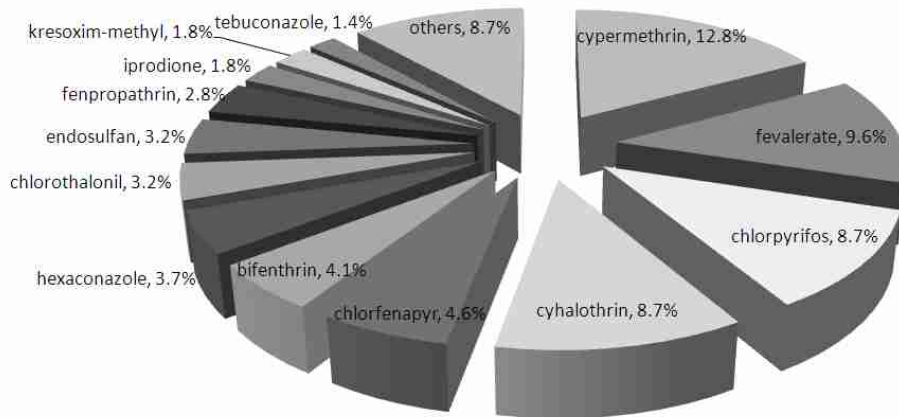 tebuconazole, 1.4%
others, 8.7%
cypermethrin, 12.8%
kresoxim-methyl, 1.8%
iprodione, 1.8%
fenpropathrin, 2.8%
endosulfan, 3.2%
fevalerate, 9.6%
chlorothalonil, 3.2%
chlorpyrifos, 8.7%
hexaconazole, 3.7%
bifenthrin, 4.1%
chlorfenapyr, 4.6%
cyhalothrin, 8.7%